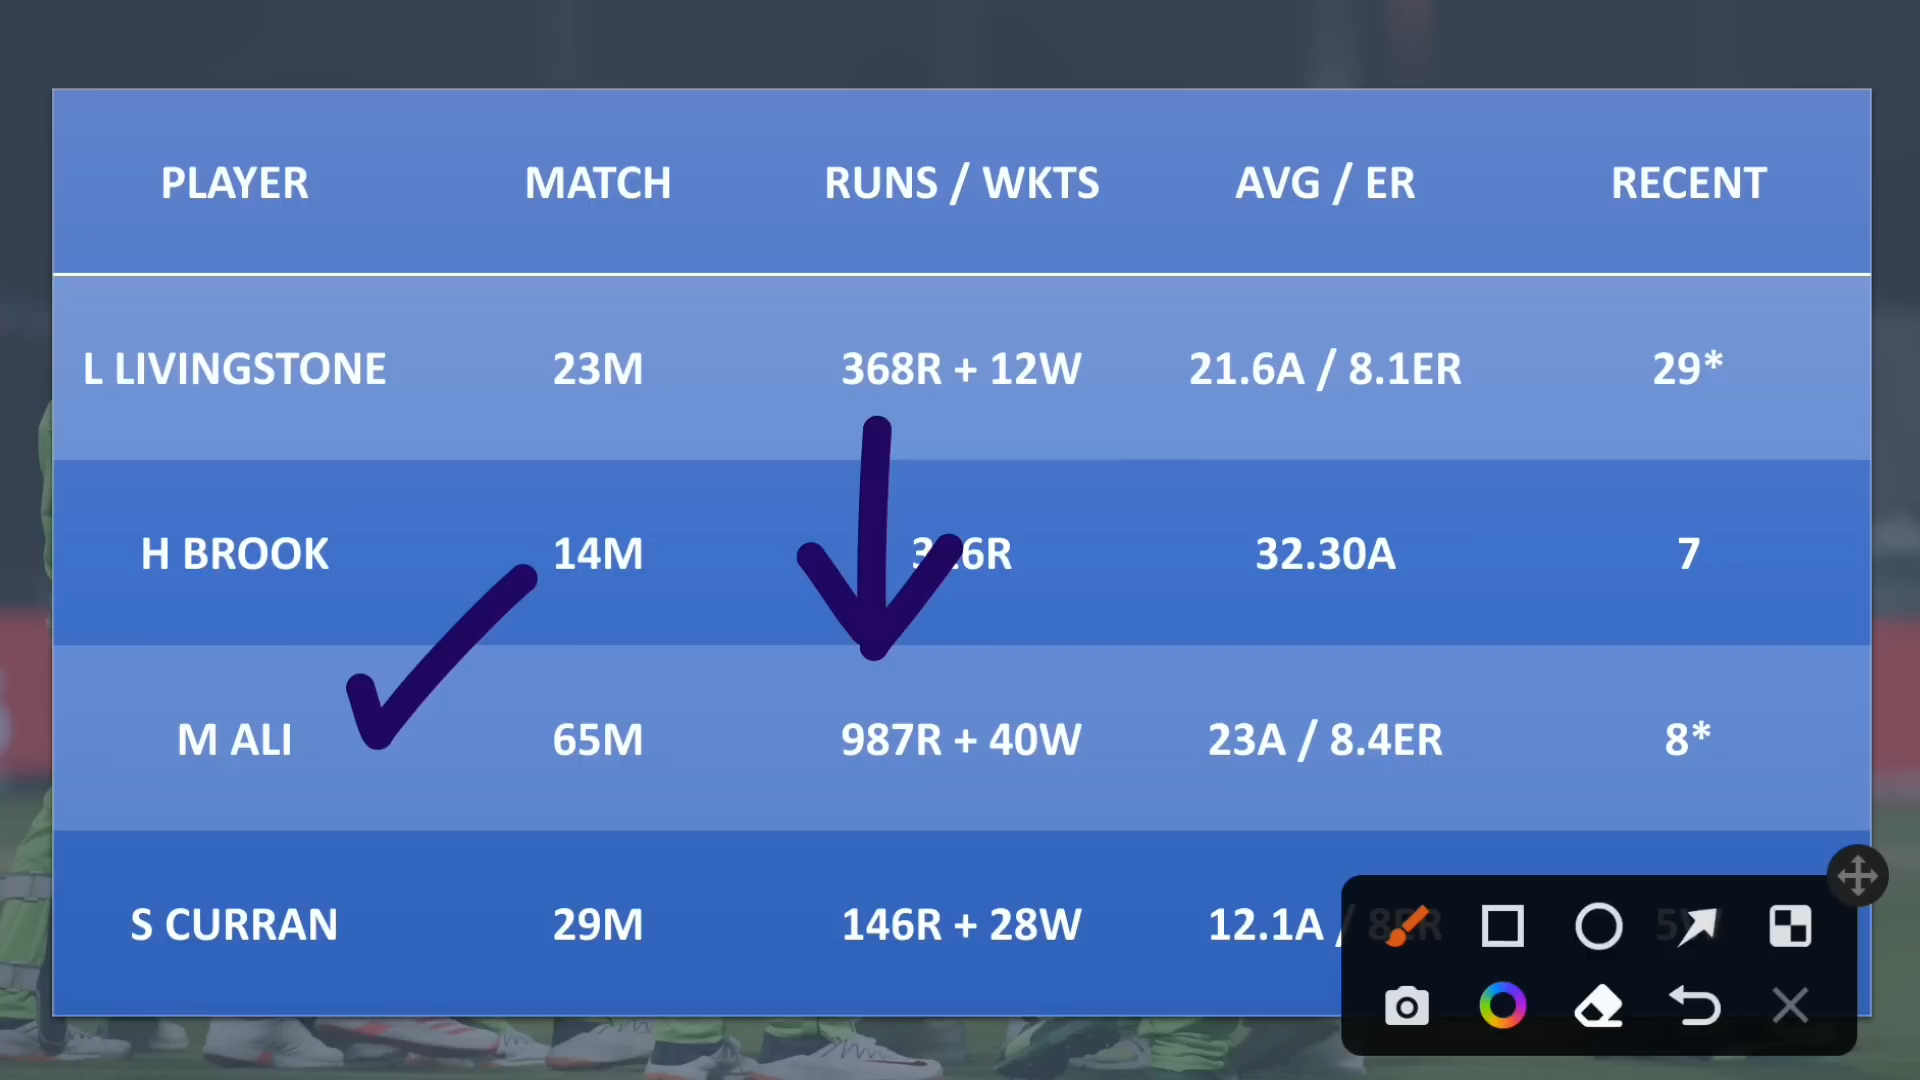 PLAYER MATCH RUNS / WKTS AVG / ER RECENT
L LIVINGSTONE 23M 368R + 12W 21.6A / 8.1ER 29*
H BROOK 14M 32.30A 7
M ALI 65M 987R + 40W 23A / 8.4ER 8*
S CURRAN 29M 146R + 28W 12.1A / 8ER